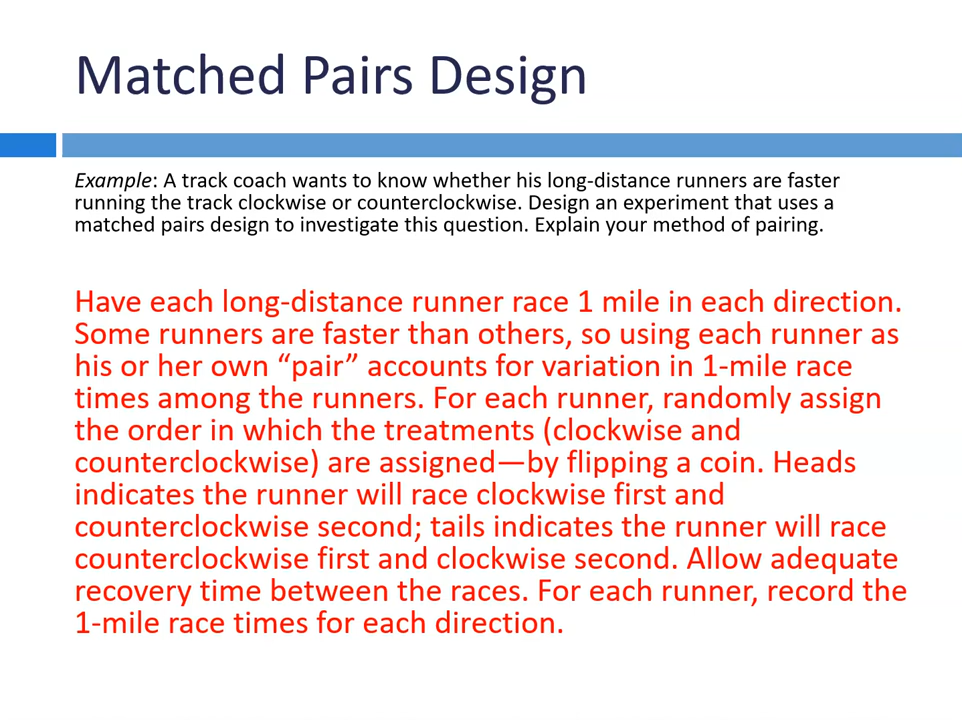 Matched Pairs Design
Example: A track coach wants to know whether his long-distance runners are faster
running the track clockwise or counterclockwise. Design an experiment that uses a
matched pairs design to investigate this question. Explain your method of pairing.
Have each long-distance runner race 1 mile in each direction.
Some runners are faster than others, so using each runner as
his or her own “pair” accounts for variation in 1-mile race
times among the runners. For each runner, randomly assign
the order in which the treatments (clockwise and
counterclockwise) are assigned—by flipping a coin. Heads
indicates the runner will race clockwise first and
counterclockwise second; tails indicates the runner will race
counterclockwise first and clockwise second. Allow adequate
recovery time between the races. For each runner, record the
1-mile race times for each direction.